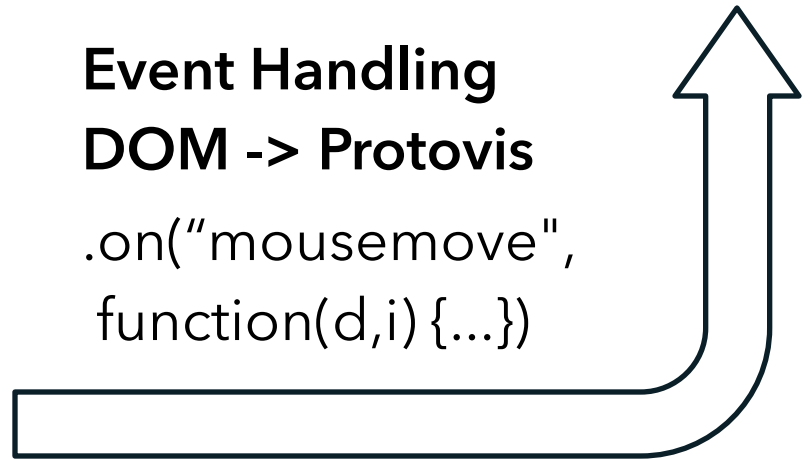 Event Handling
DOM -> Protovis
.on(“mousemove",
function(d,i) {...})